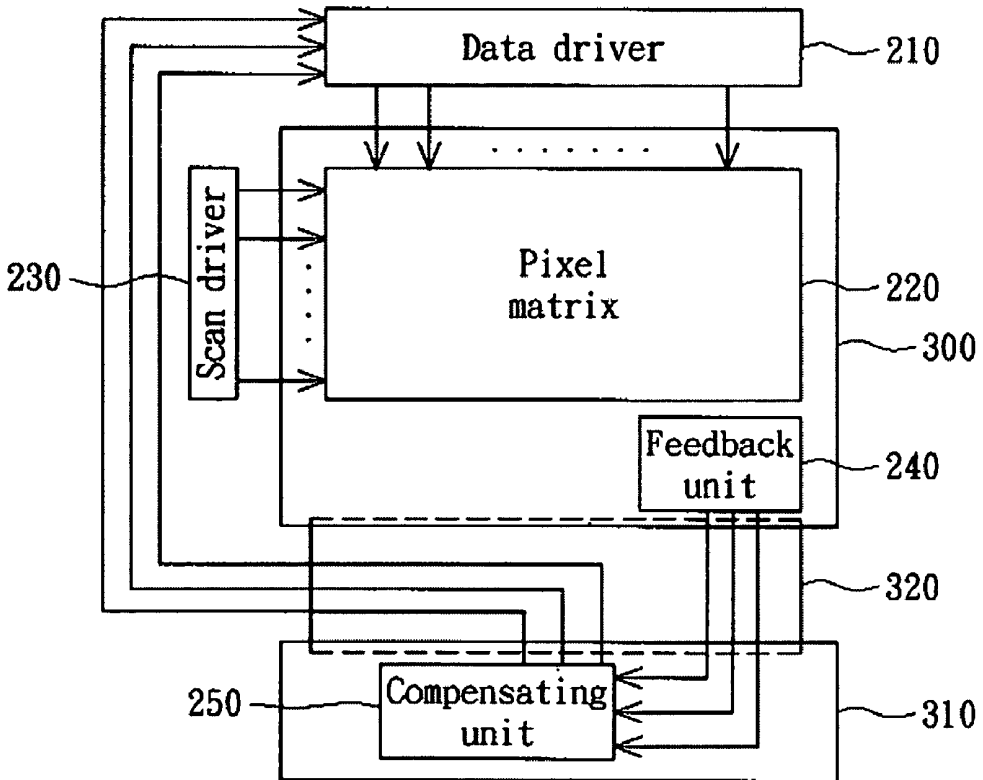 Data driver
210
. . . . . . .
Scan driver
230
Pixel
matrix
220
300
Feedback
unit
240
320
Compensating
unit
250
310